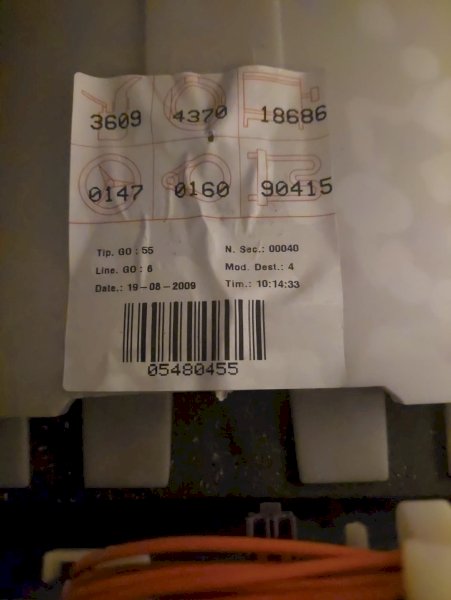 3609 4370 18686
0147 0160 90415
Tip. GO : 55 N. Sec.: 00040
Line. GO : 6 Mod. Dest.: 4
Date.: 19-08-2009 Tim.: 10:14:33
05480455